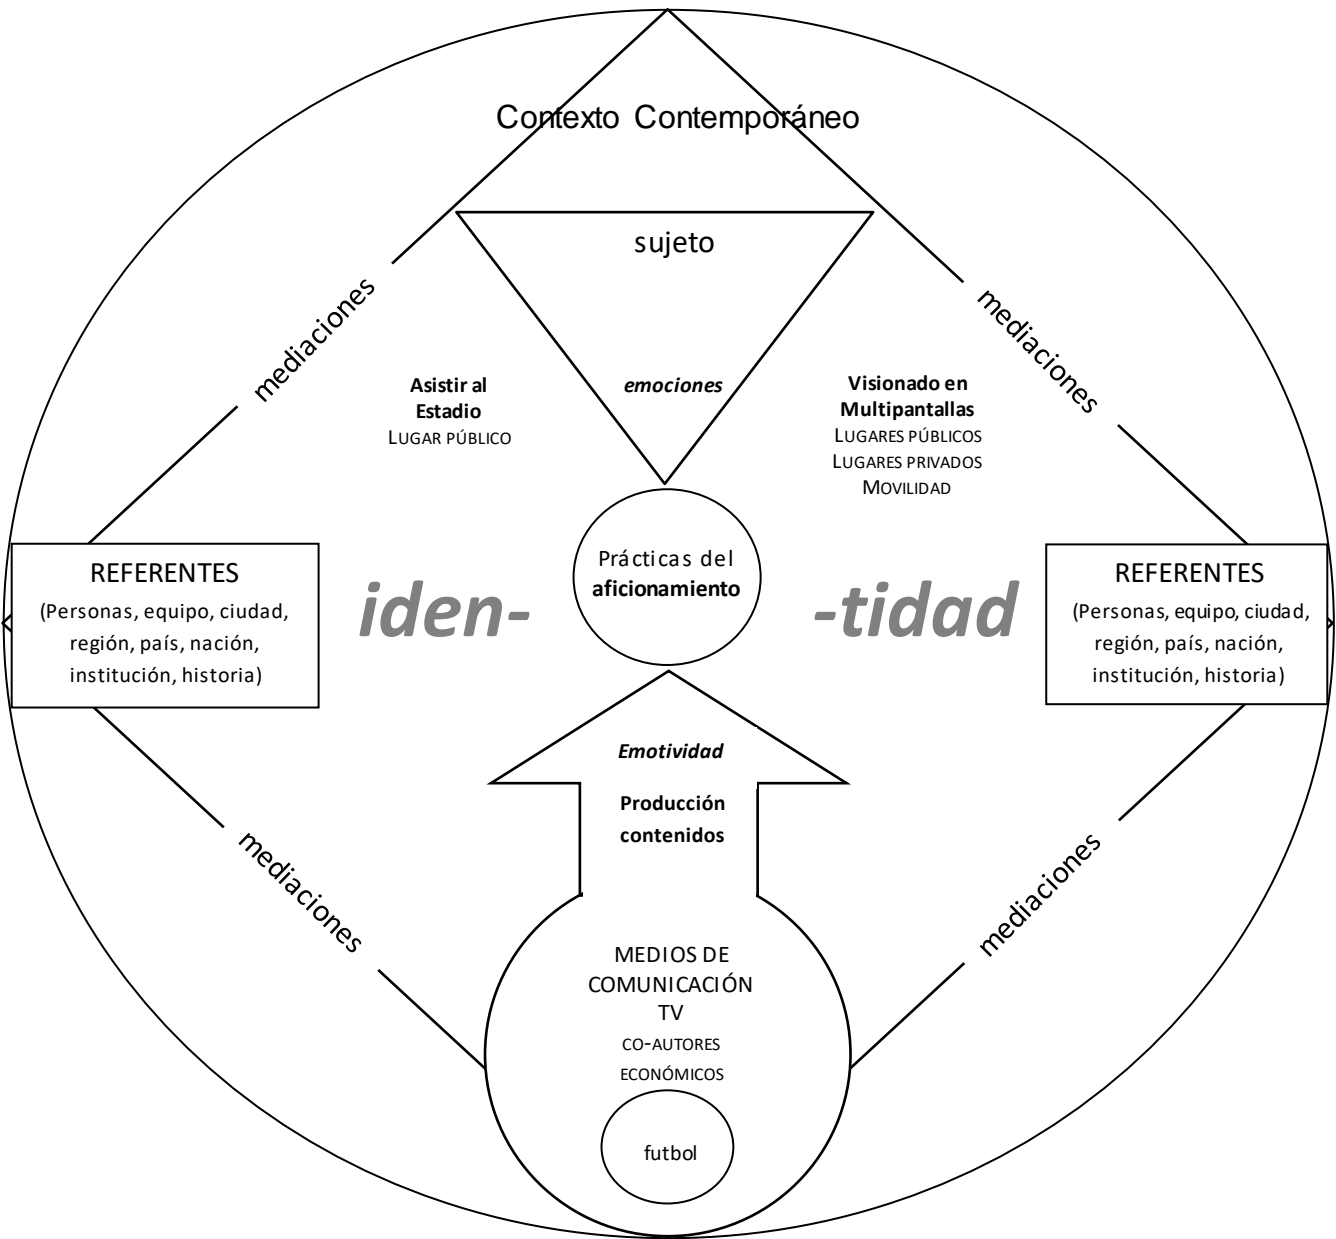 Contexto Contemporáneo
sujeto
mediaciones
mediaciones
Asistir al
Estadio
LUGAR PÚBLICO
emociones
Visionado en
Multipantallas
LUGARES PÚBLICOS
LUGARES PRIVADOS
MOVILIDAD
REFERENTES
(Personas, equipo, ciudad,
región, país, nación,
institución, historia)
iden-
Prácticas del
aficionamiento
-tidad
REFERENTES
(Personas, equipo, ciudad,
región, país, nación,
institución, historia)
Emotividad
Producción
contenidos
mediaciones
mediaciones
MEDIOS DE
COMUNICACIÓN
TV
CO-AUTORES
ECONÓMICOS
futbol